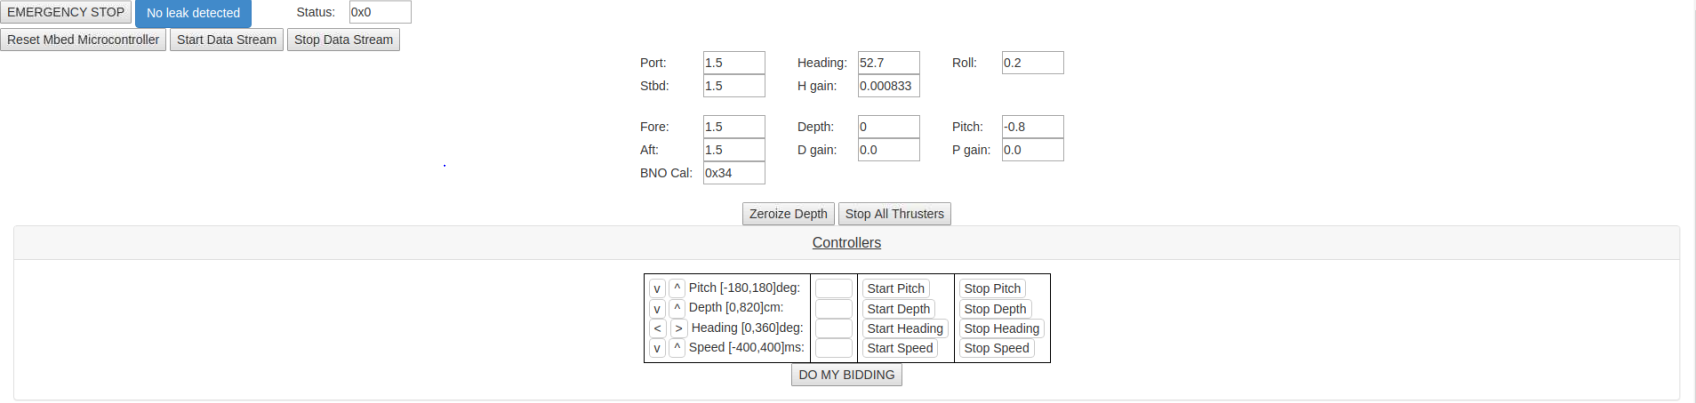 EMERGENCY STOP No leak detected Status: 0x0
Reset Mbed Microcontroller Start Data Stream Stop Data Stream
Port: 1.5 Heading: 52.7 Roll: 0.2
Stbd: 1.5 H gain: 0.000833
Fore: 1.5 Depth: 0 Pitch: -0.8
Aft: 1.5 D gain: 0.0 P gain: 0.0
BNO Cal: 0x34
Zeroize Depth Stop All Thrusters
Controllers
v ^ Pitch [-180,180]deg: Start Pitch Stop Pitch
v ^ Depth [0,820]cm: Start Depth Stop Depth
< > Heading [0,360]deg: Start Heading Stop Heading
v ^ Speed [-400,400]ms: Start Speed Stop Speed
DO MY BIDDING